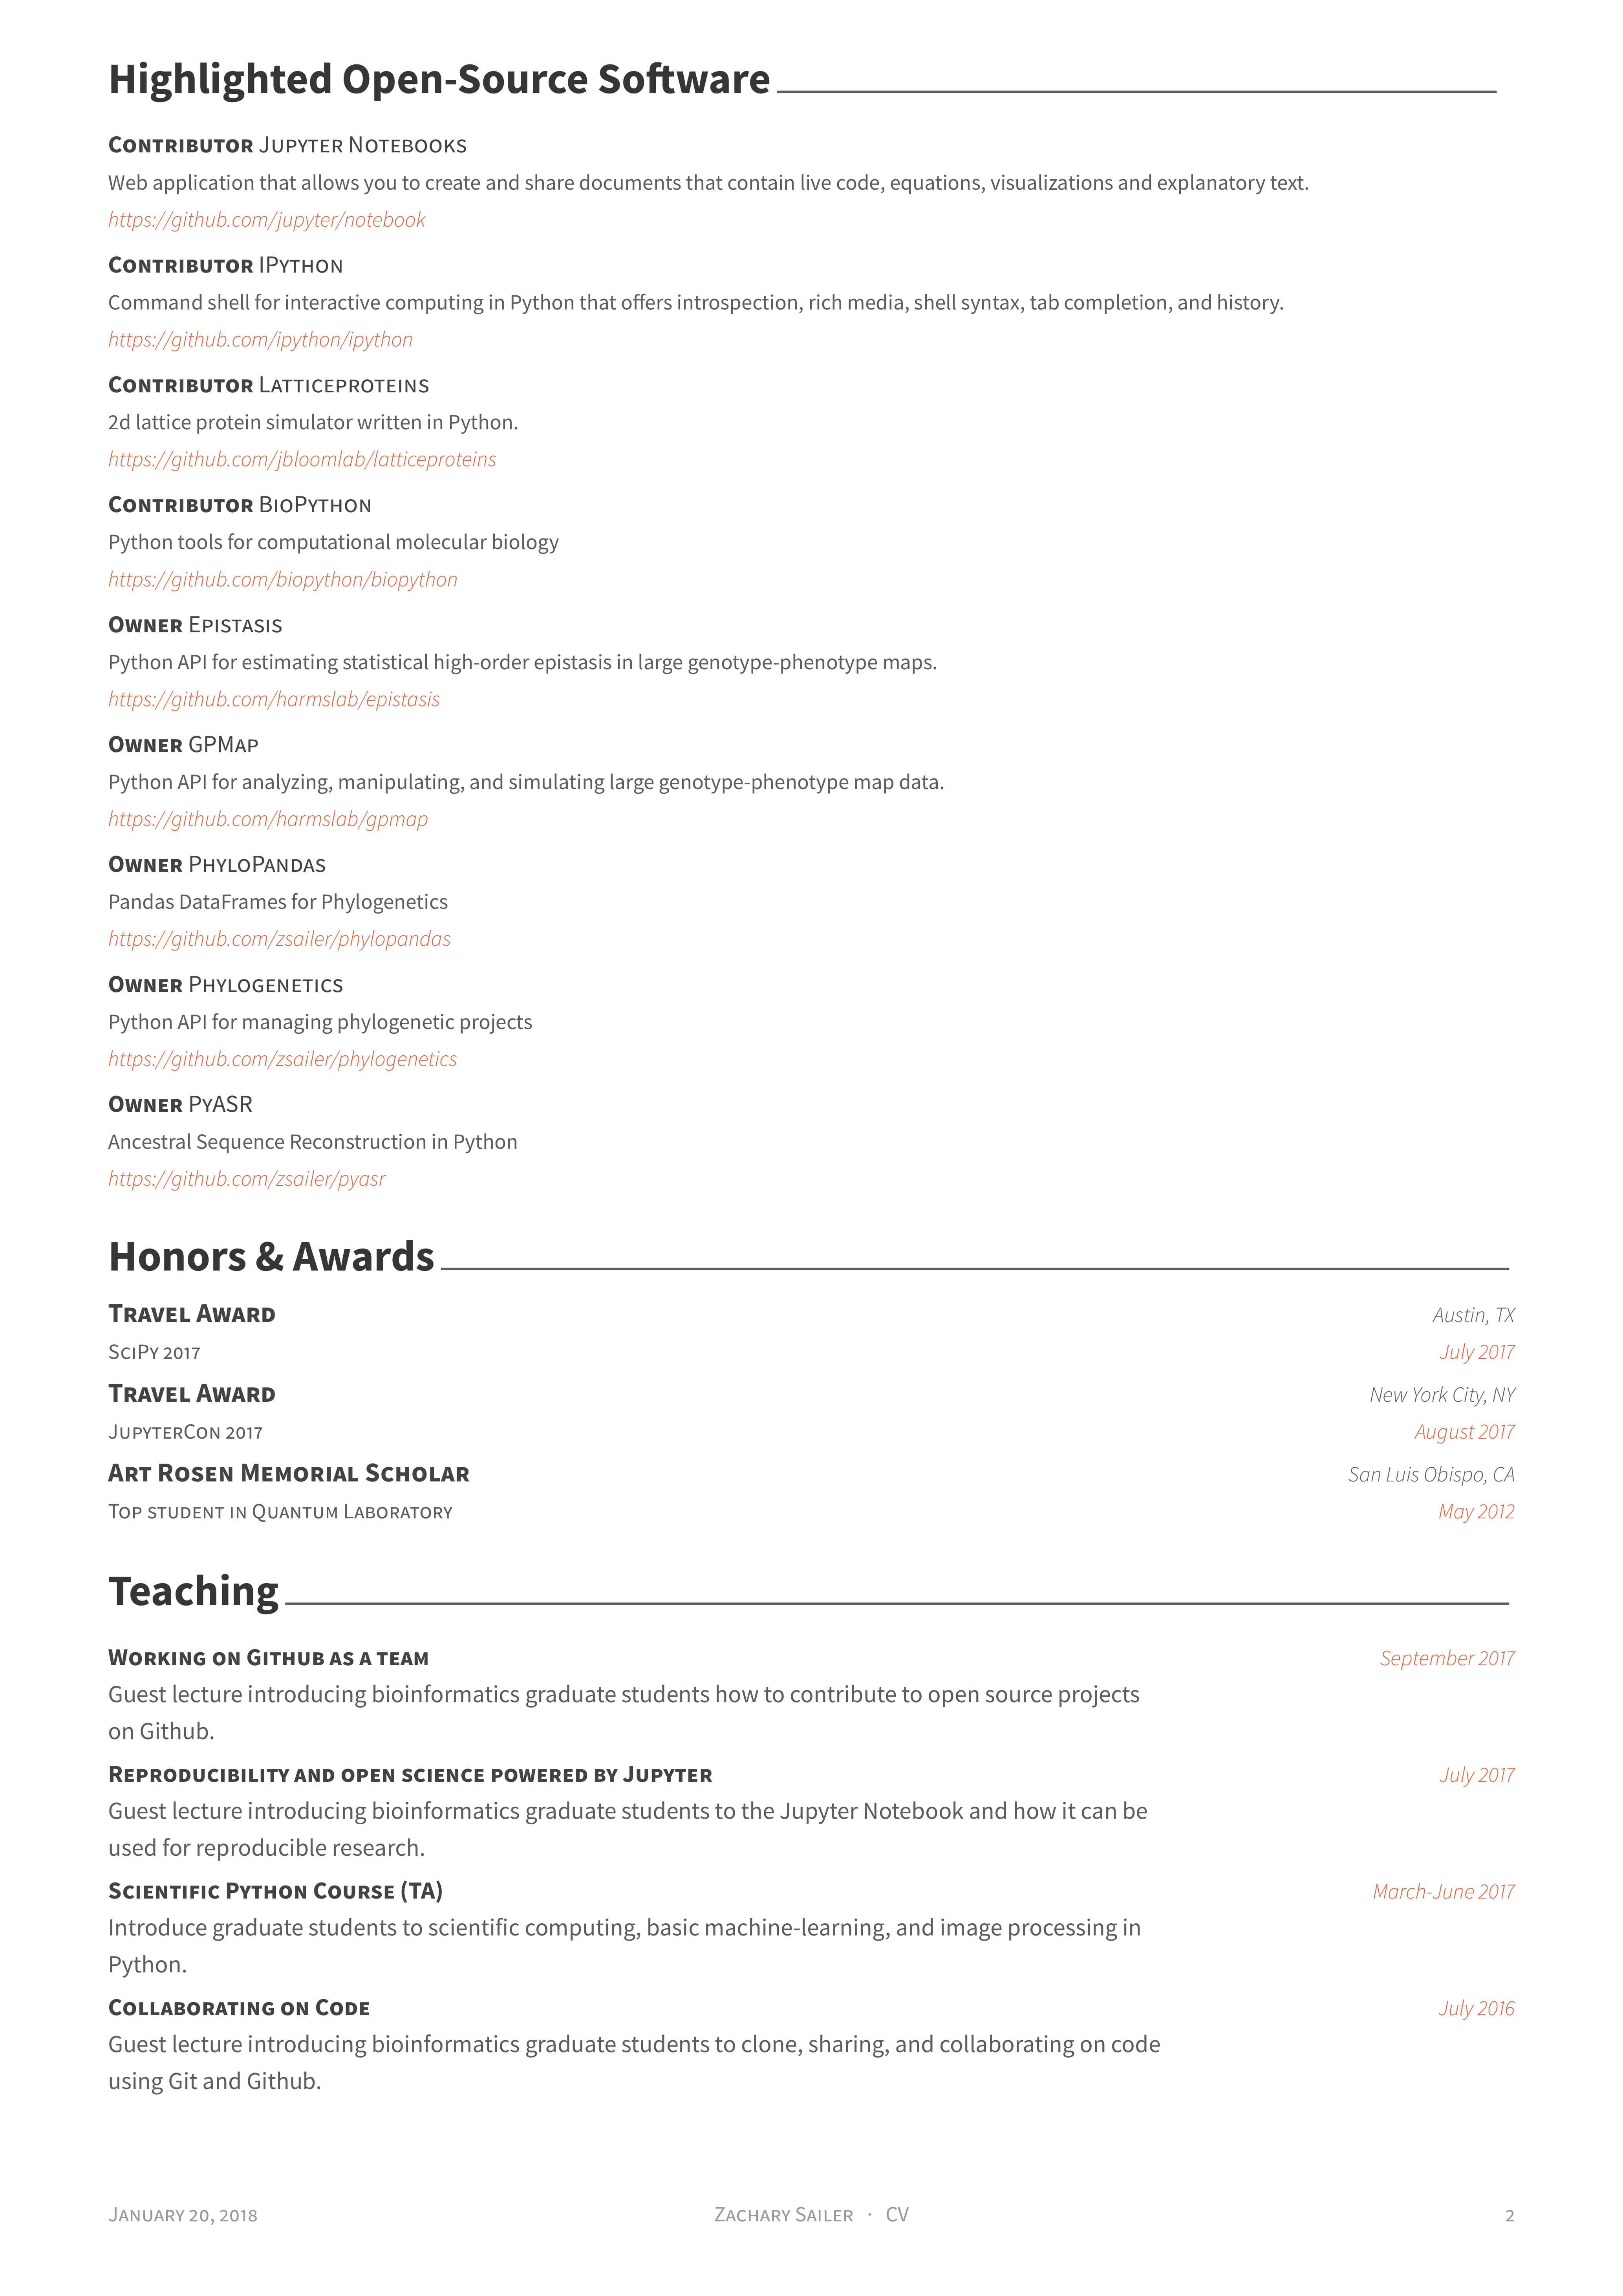 Highlighted Open-Source Software
Contributor Jupyter Notebooks
Web application that allows you to create and share documents that contain live code, equations, visualizations and explanatory text.
https://github.com/jupyter/notebook
Contributor IPython
Command shell for interactive computing in Python that offers introspection, rich media, shell syntax, tab completion, and history.
https://github.com/ipython/ipython
Contributor Latticeproteins
2d lattice protein simulator written in Python.
https://github.com/jbloomlab/latticeproteins
Contributor BioPython
Python tools for computational molecular biology
https://github.com/biopython/biopython
Owner Epistasis
Python API for estimating statistical high-order epistasis in large genotype-phenotype maps.
https://github.com/harmslab/epistasis
Owner GPMap
Python API for analyzing, manipulating, and simulating large genotype-phenotype map data.
https://github.com/harmslab/gpmap
Owner PhyloPandas
Pandas DataFrames for Phylogenetics
https://github.com/zsailer/phylopandas
Owner Phylogenetics
Python API for managing phylogenetic projects
https://github.com/zsailer/phylogenetics
Owner PyASR
Ancestral Sequence Reconstruction in Python
https://github.com/zsailer/pyasr
Honors & Awards
Travel Award Austin, TX
SciPy 2017 July 2017
Travel Award New York City, NY
JupyterCon 2017 August 2017
Art Rosen Memorial Scholar San Luis Obispo, CA
Top student in Quantum Laboratory May 2012
Teaching
Working on Github as a team September 2017
Guest lecture introducing bioinformatics graduate students how to contribute to open source projects
on Github.
Reproducibility and open science powered by Jupyter July 2017
Guest lecture introducing bioinformatics graduate students to the Jupyter Notebook and how it can be
used for reproducible research.
Scientific Python Course (TA) March-June 2017
Introduce graduate students to scientific computing, basic machine-learning, and image processing in
Python.
Collaborating on Code July 2016
Guest lecture introducing bioinformatics graduate students to clone, sharing, and collaborating on code
using Git and Github.
January 20, 2018 Zachary Sailer · CV 2